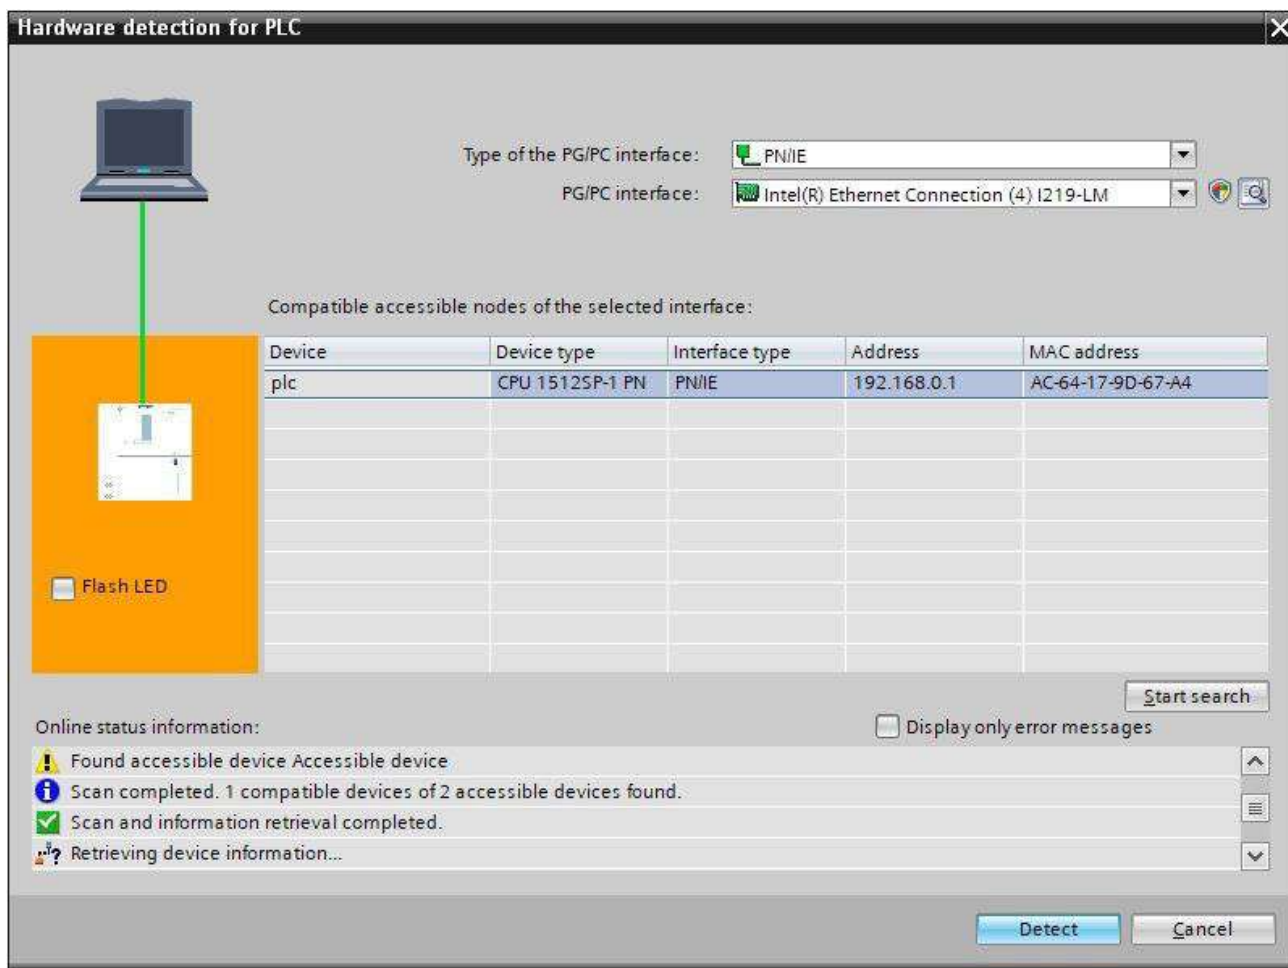 Hardware detection for PLC
Type of the PG/PC interface: PN/IE
PG/PC interface: Intel(R) Ethernet Connection (4) I219-LM
Compatible accessible nodes of the selected interface:
Device Device type Interface type Address MAC address
plc CPU 1512SP-1 PN PN/IE 192.168.0.1 AC-64-17-9D-67-A4
Flash LED
Start search
Online status information: Display only error messages
Found accessible device Accessible device
Scan completed. 1 compatible devices of 2 accessible devices found.
Scan and information retrieval completed.
Retrieving device information...
Detect Cancel